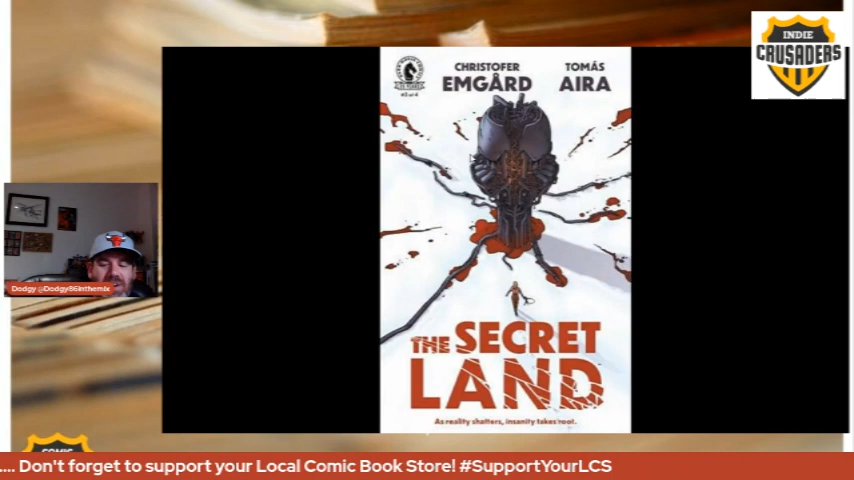 INDIE
CRUSADERS
CHRISTOFER
EMGÅRD
TOMÁS
AIRA
THE SECRET
LAND
As reality shatters, insanity takes root.
Dodgy @Dodgy86inthemix
COMIC
.... Don't forget to support your Local Comic Book Store! #SupportYourLCS